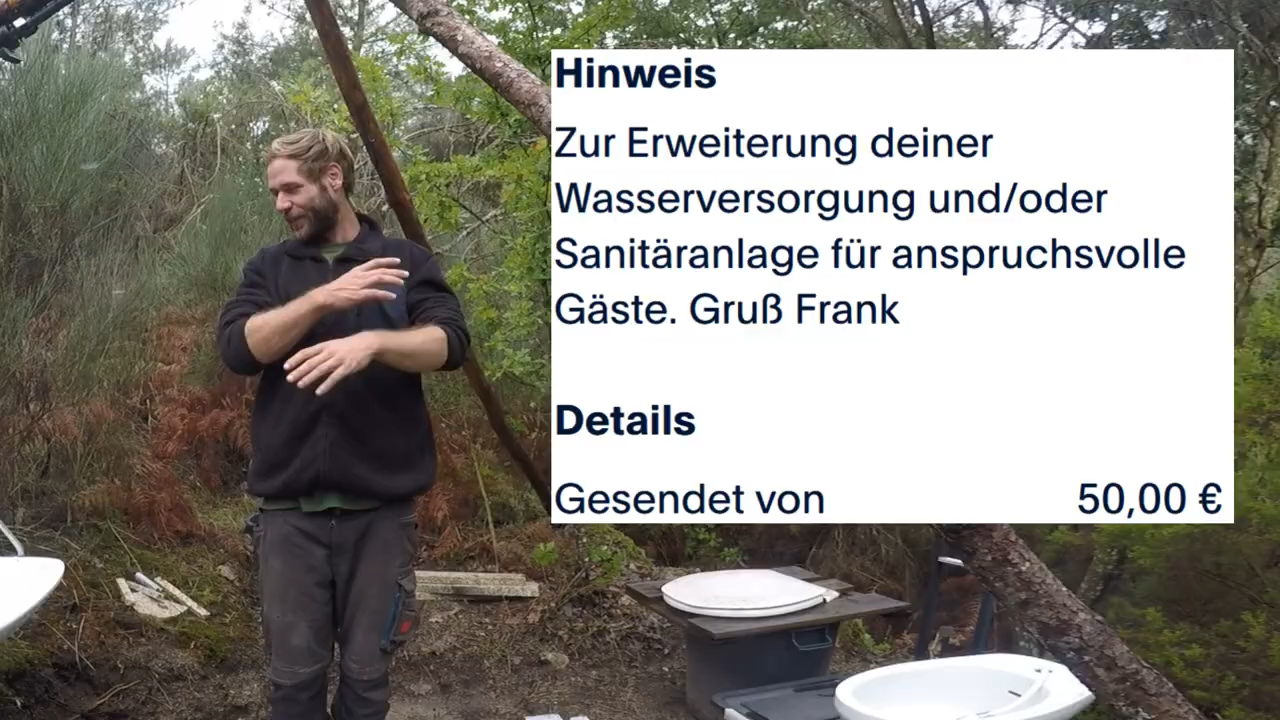 Hinweis
Zur Erweiterung deiner
Wasserversorgung und/oder
Sanitäranlage für anspruchsvolle
Gäste. Gruß Frank
Details
Gesendet von 50,00 €